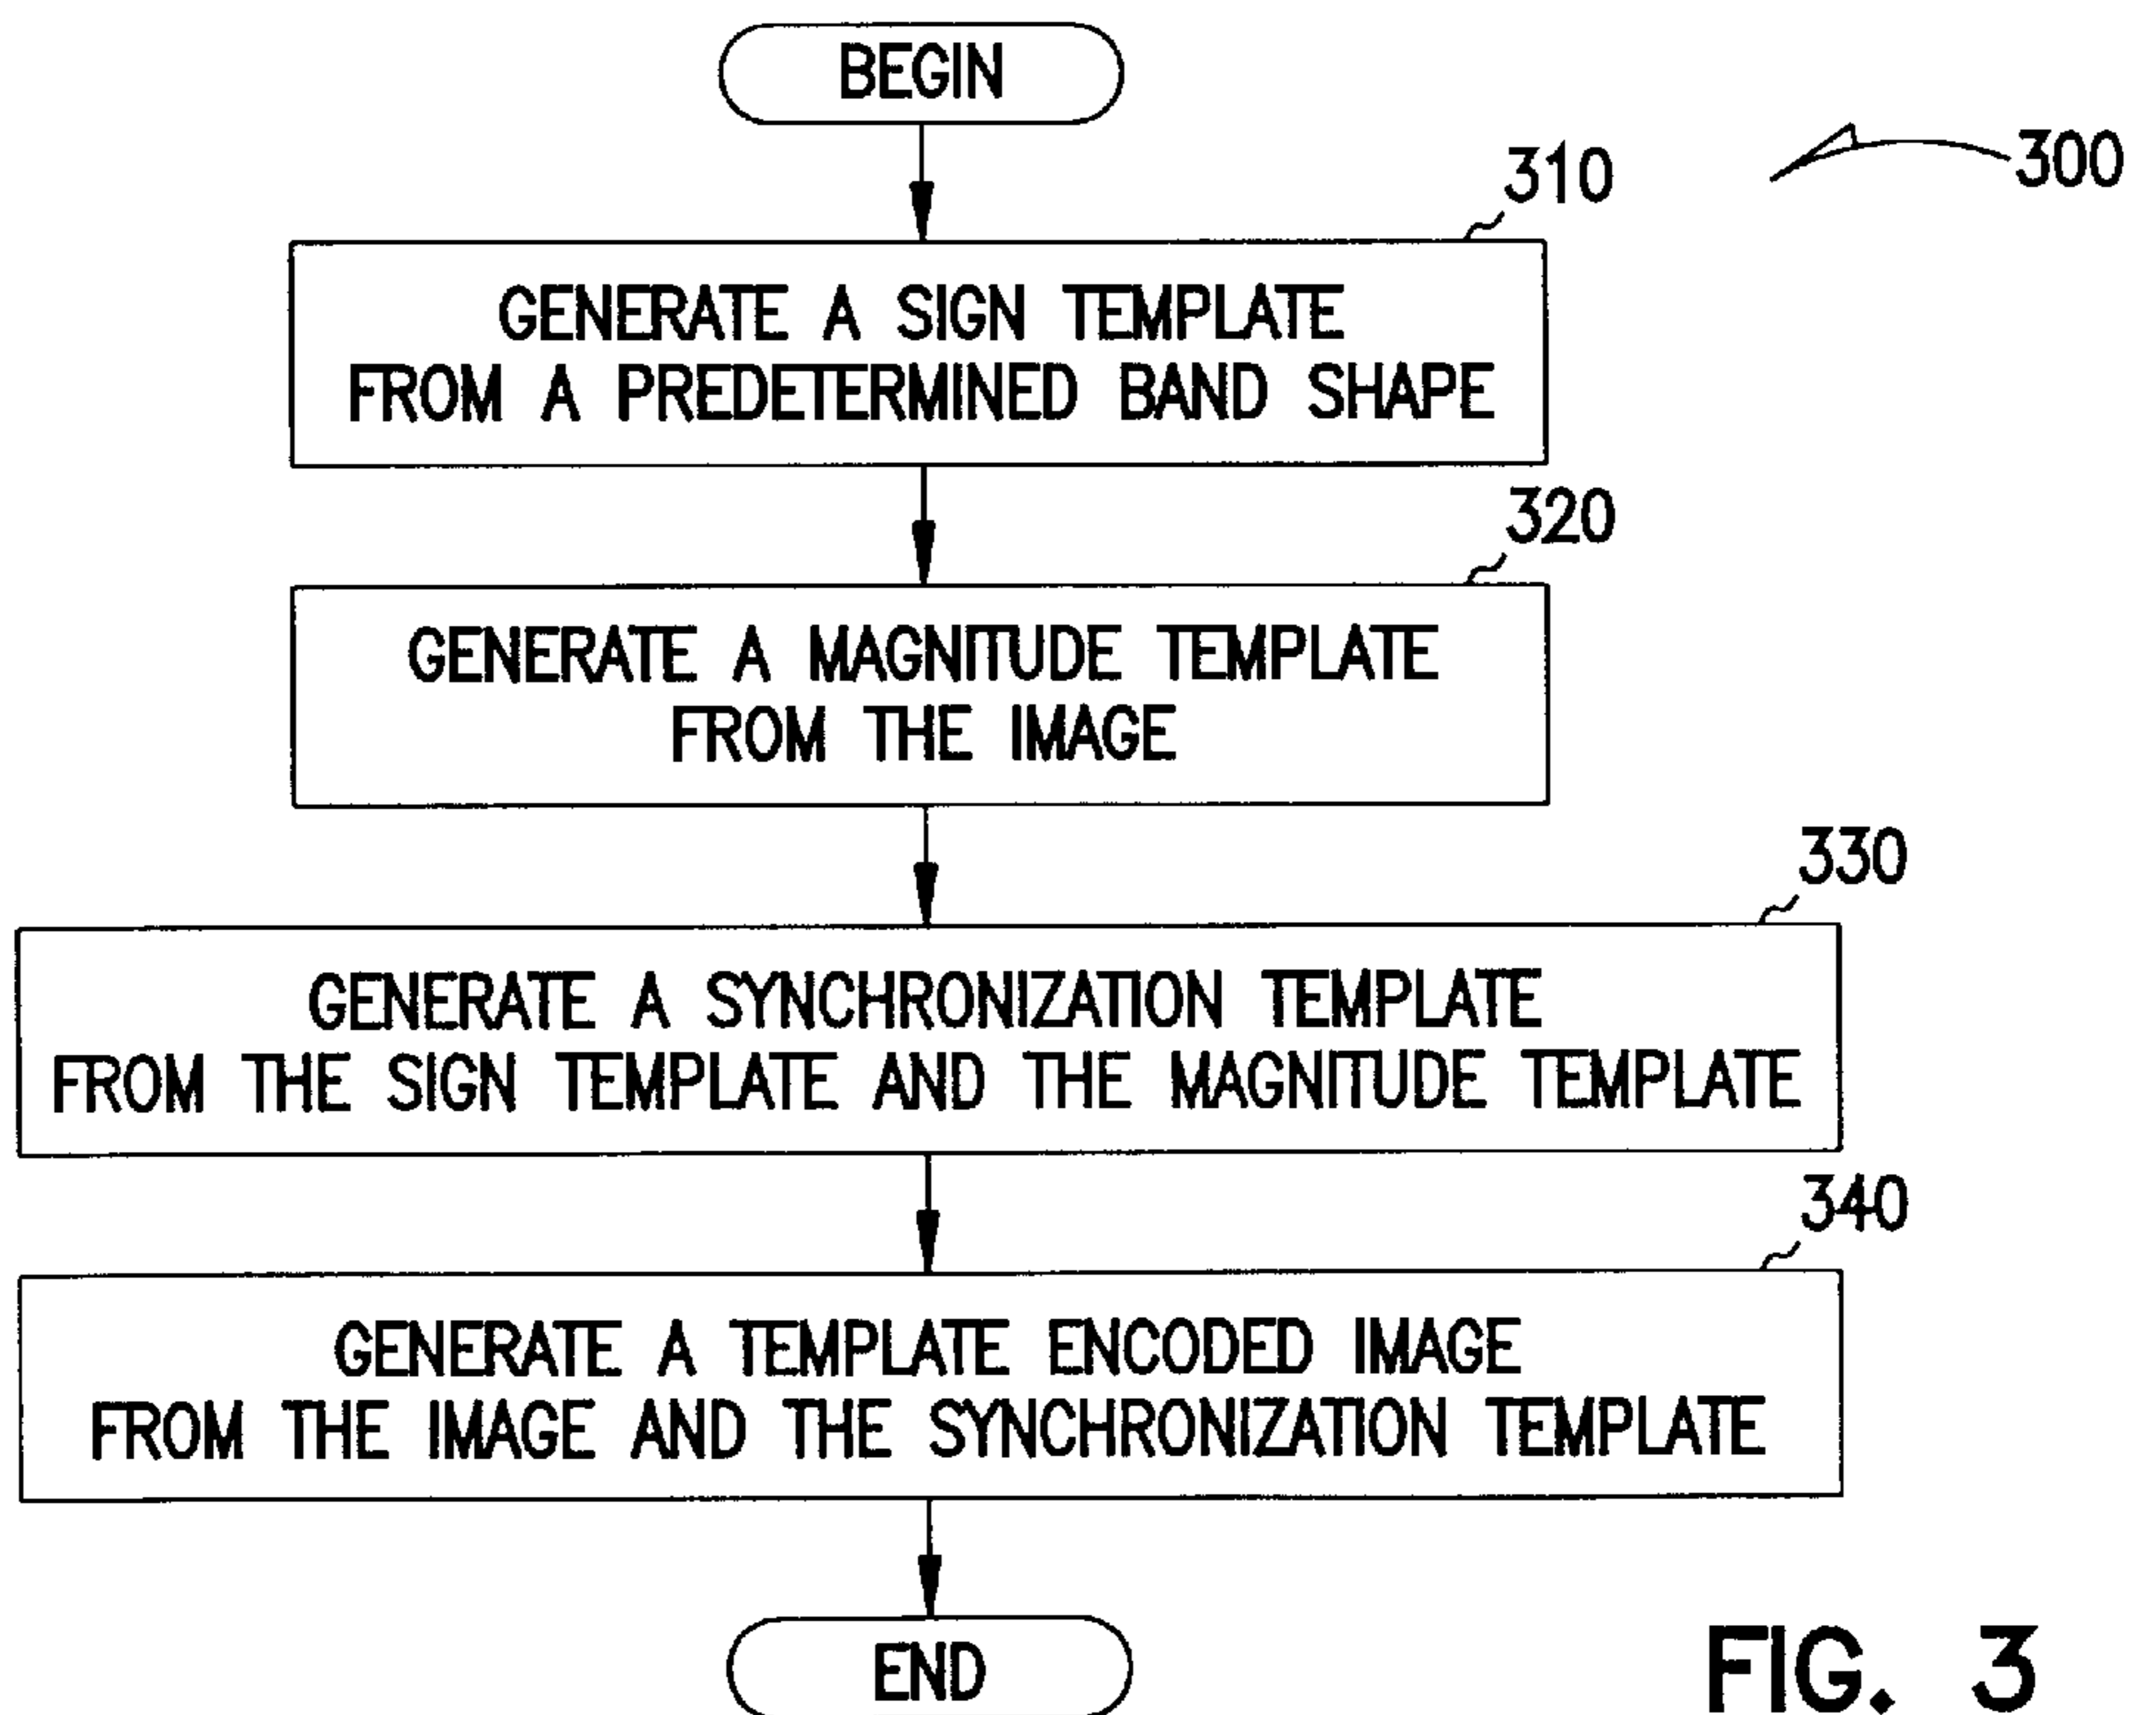 BEGIN
300
310
GENERATE A SIGN TEMPLATE
FROM A PREDETERMINED BAND SHAPE
320
GENERATE A MAGNITUDE TEMPLATE
FROM THE IMAGE
330
GENERATE A SYNCHRONIZATION TEMPLATE
FROM THE SIGN TEMPLATE AND THE MAGNITUDE TEMPLATE
340
GENERATE A TEMPLATE ENCODED IMAGE
FROM THE IMAGE AND THE SYNCHRONIZATION TEMPLATE
END
FIG. 3